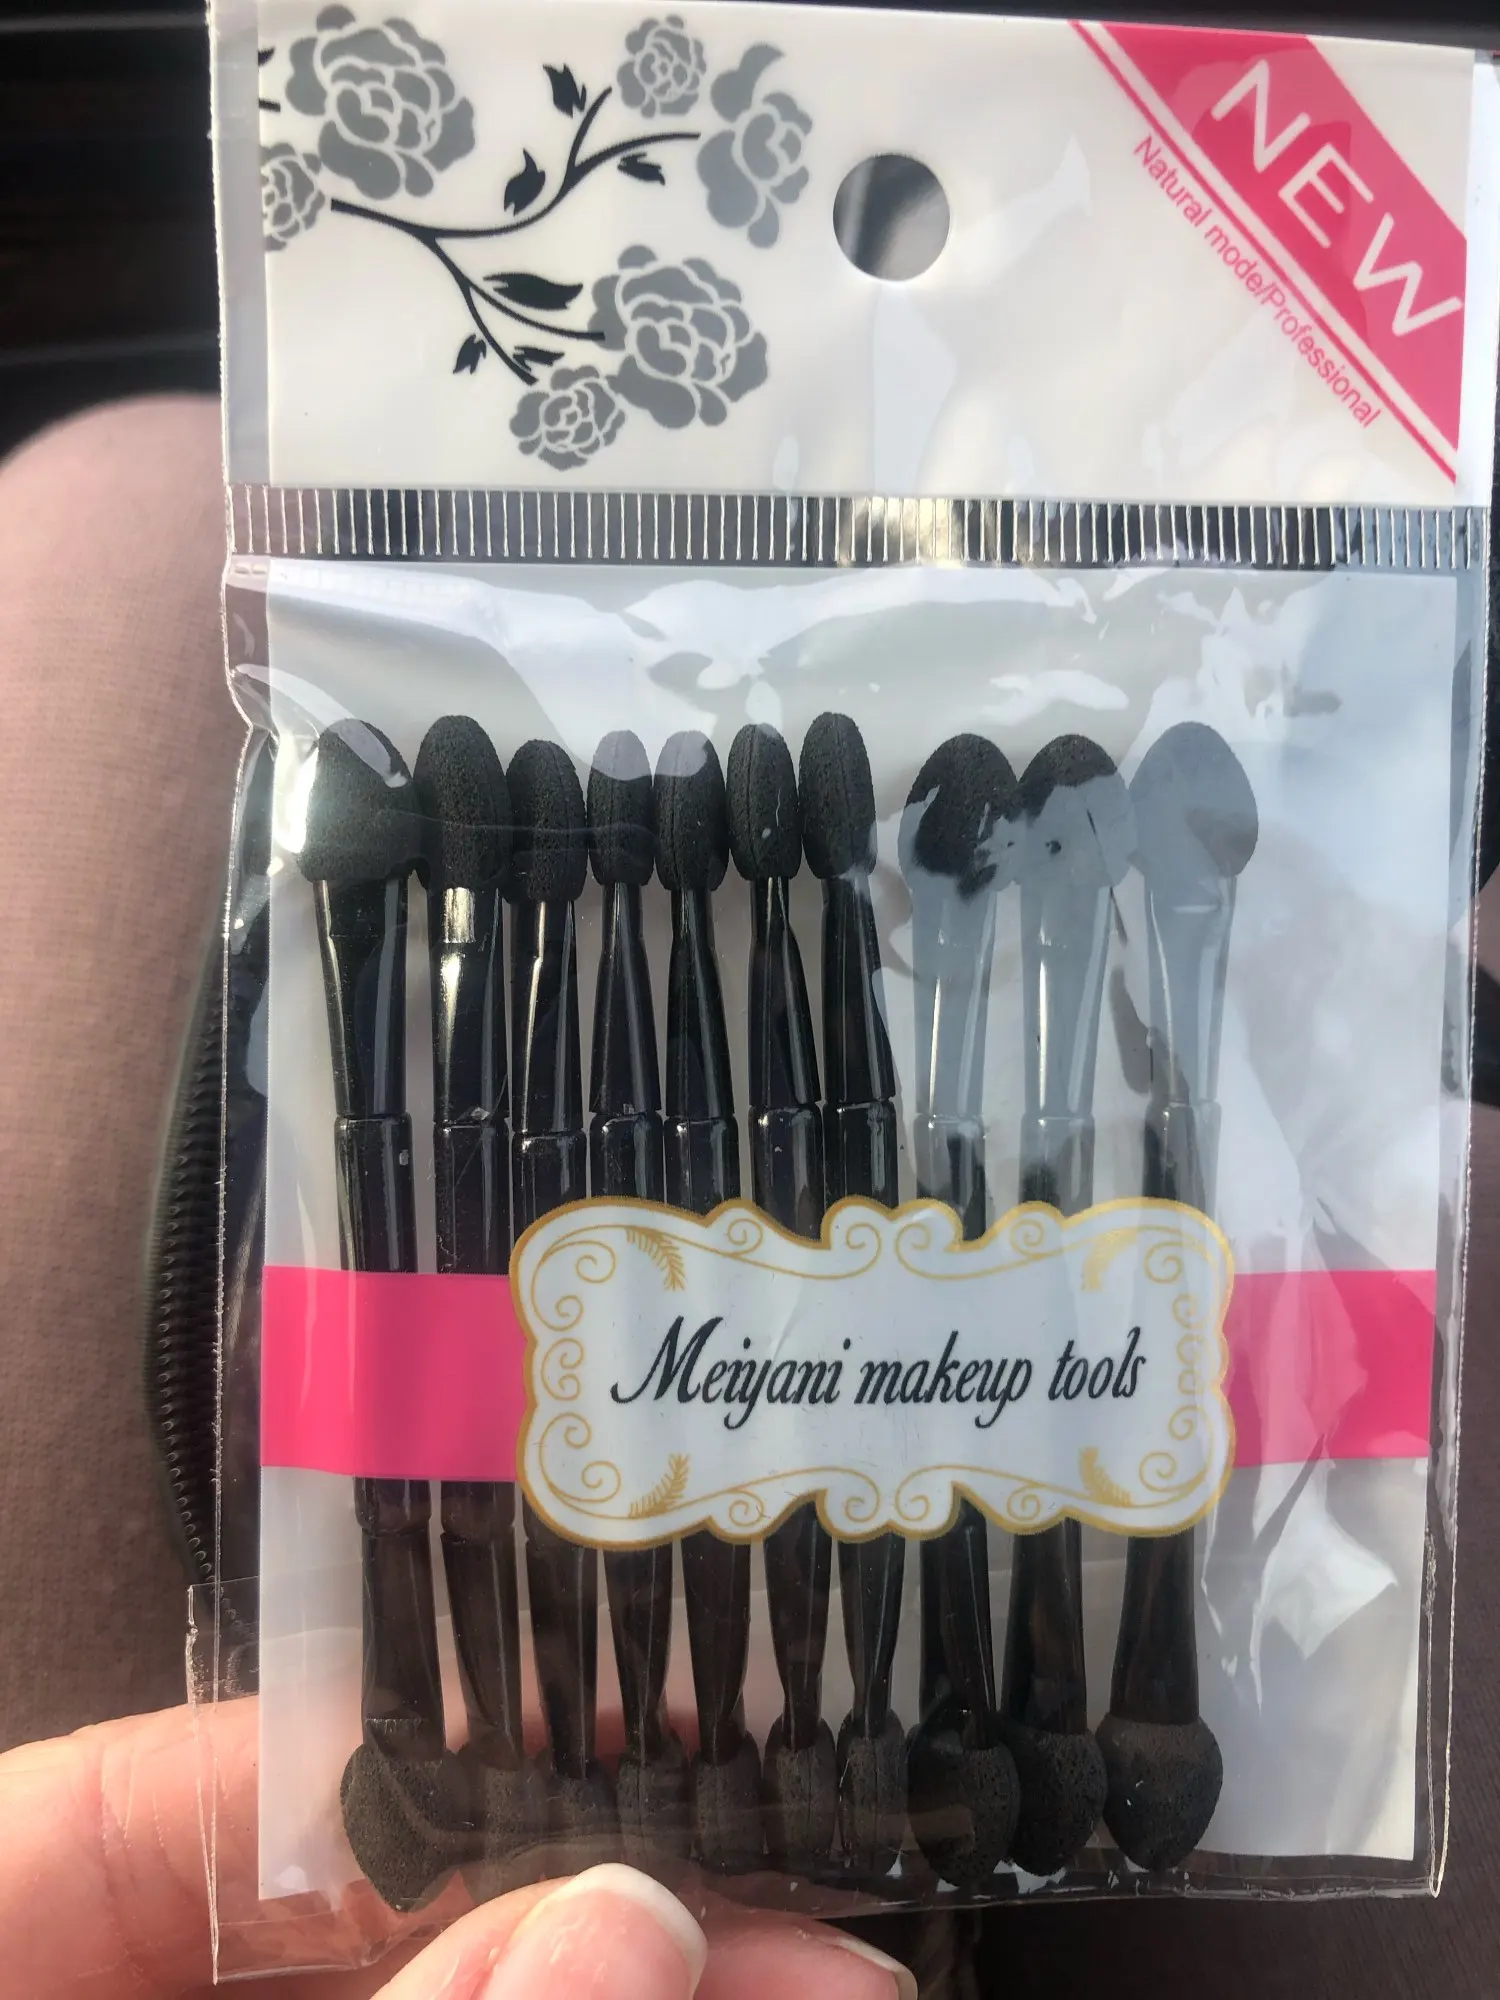 NEW
Natural mode/Professional
Meiyani makeup tools